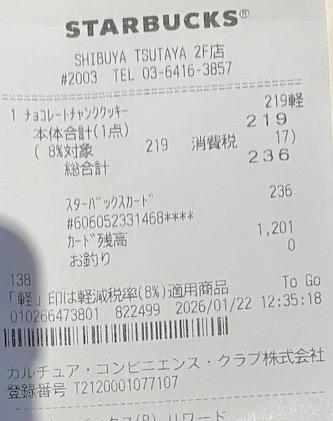 STARBUCKS®
SHIBUYA TSUTAYA 2F店
#2003 TEL 03-6416-3857
1 チョコレートチャンククッキー 219軽
本体合計(1点) 219
( 8%対象 219 消費税 17)
総合計 236
スターバックスカード 236
#606052331468****
カード残高 1,201
お釣り 0
138 To Go
「軽」印は軽減税率(8%)適用商品
010266473801 822499 2026/01/22 12:35:18
カルチュア・コンビニエンス・クラブ株式会社
登録番号 T2120001077107
(R) リワード